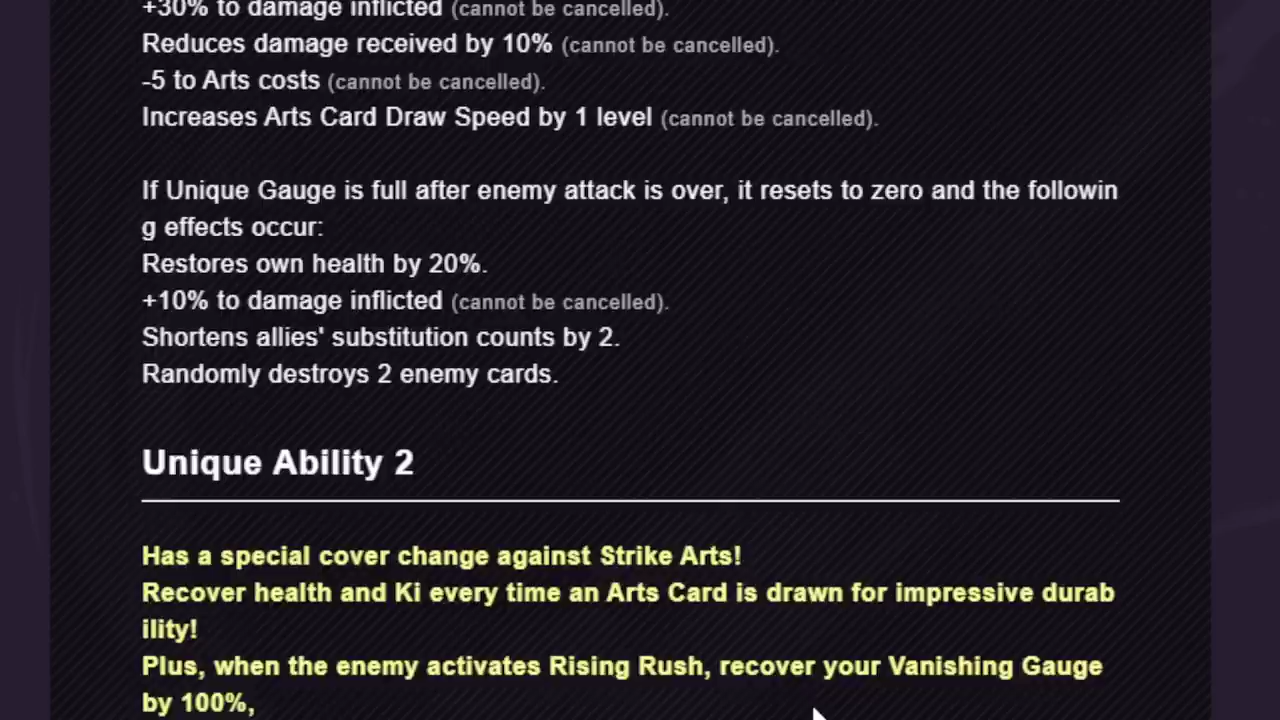 +30% to damage inflicted (cannot be cancelled).
Reduces damage received by 10% (cannot be cancelled).
-5 to Arts costs (cannot be cancelled).
Increases Arts Card Draw Speed by 1 level (cannot be cancelled).
If Unique Gauge is full after enemy attack is over, it resets to zero and the followin
g effects occur:
Restores own health by 20%.
+10% to damage inflicted (cannot be cancelled).
Shortens allies' substitution counts by 2.
Randomly destroys 2 enemy cards.
Unique Ability 2
Has a special cover change against Strike Arts!
Recover health and Ki every time an Arts Card is drawn for impressive durab
ility!
Plus, when the enemy activates Rising Rush, recover your Vanishing Gauge
by 100%,